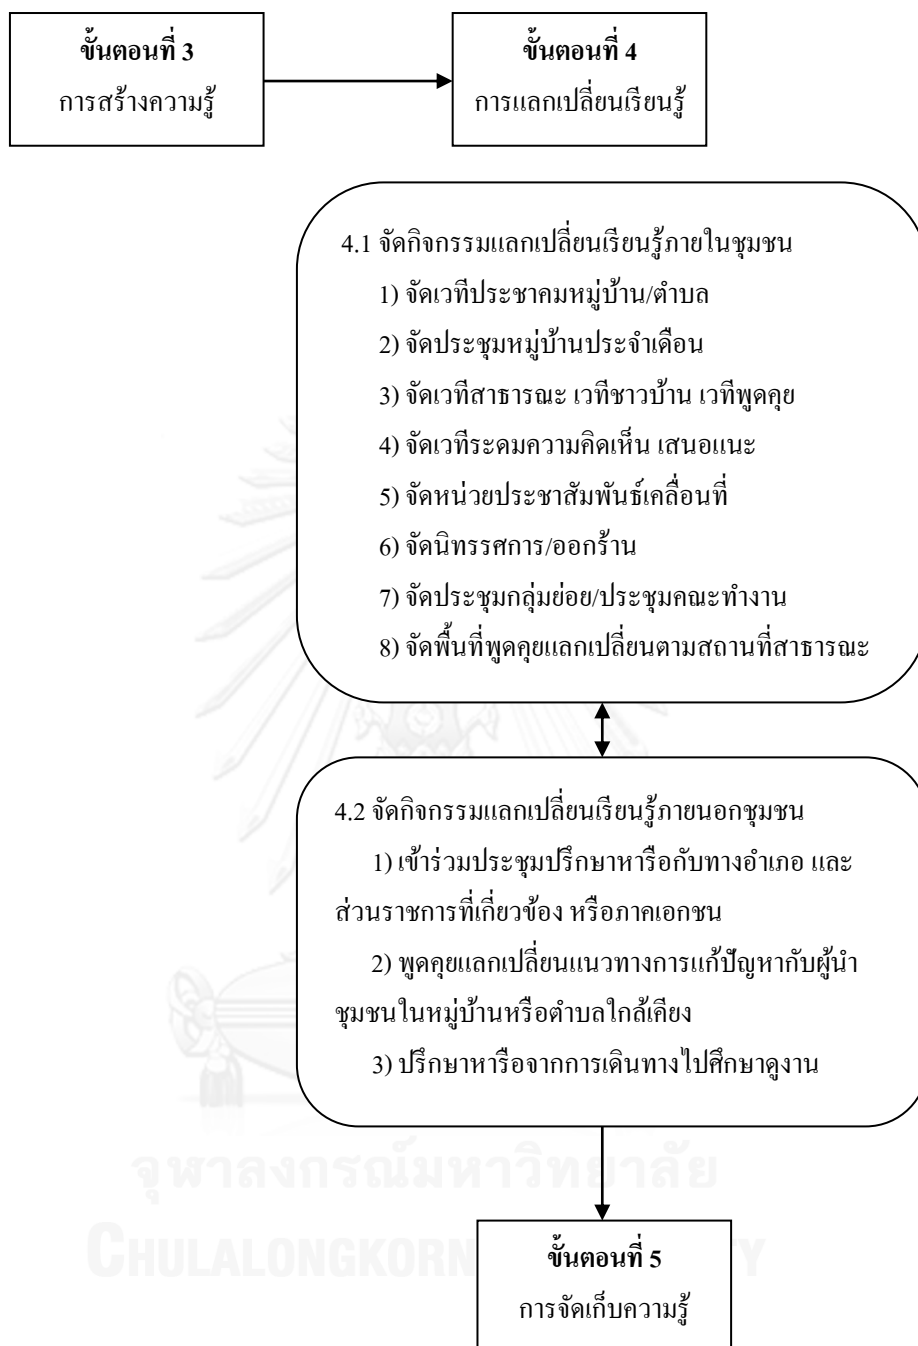 ขั้นตอนที่ 3
การสร้างความรู้
ขั้นตอนที่ 4
การแลกเปลี่ยนเรียนรู้
4.1 จัดกิจกรรมแลกเปลี่ยนเรียนรู้ภายในชุมชน
1) จัดเวทีประชาคมหมู่บ้าน/ตำบล
2) จัดประชุมหมู่บ้านประจำเดือน
3) จัดเวทีสาธารณะ เวทีชาวบ้าน เวทีพูดคุย
4) จัดเวทีระดมความคิดเห็น เสนอแนะ
5) จัดหน่วยประชาสัมพันธ์เคลื่อนที่
6) จัดนิทรรศการ/ออกร้าน
7) จัดประชุมกลุ่มย่อย/ประชุมคณะทำงาน
8) จัดพื้นที่พูดคุยแลกเปลี่ยนตามสถานที่สาธารณะ
4.2 จัดกิจกรรมแลกเปลี่ยนเรียนรู้ภายนอกชุมชน
1) เข้าร่วมประชุมปรึกษาหารือกับทางอำเภอ และ
ส่วนราชการที่เกี่ยวข้อง หรือภาคเอกชน
2) พูดคุยแลกเปลี่ยนแนวทางการแก้ปัญหากับผู้นำ
ชุมชนในหมู่บ้านหรือตำบลใกล้เคียง
3) ปรึกษาหารือจากการเดินทางไปศึกษาดูงาน
จุฬาลงกรณ์มหาวิทยาลัย
CHULALONGKORN
ขั้นตอนที่ 5
การจัดเก็บความรู้